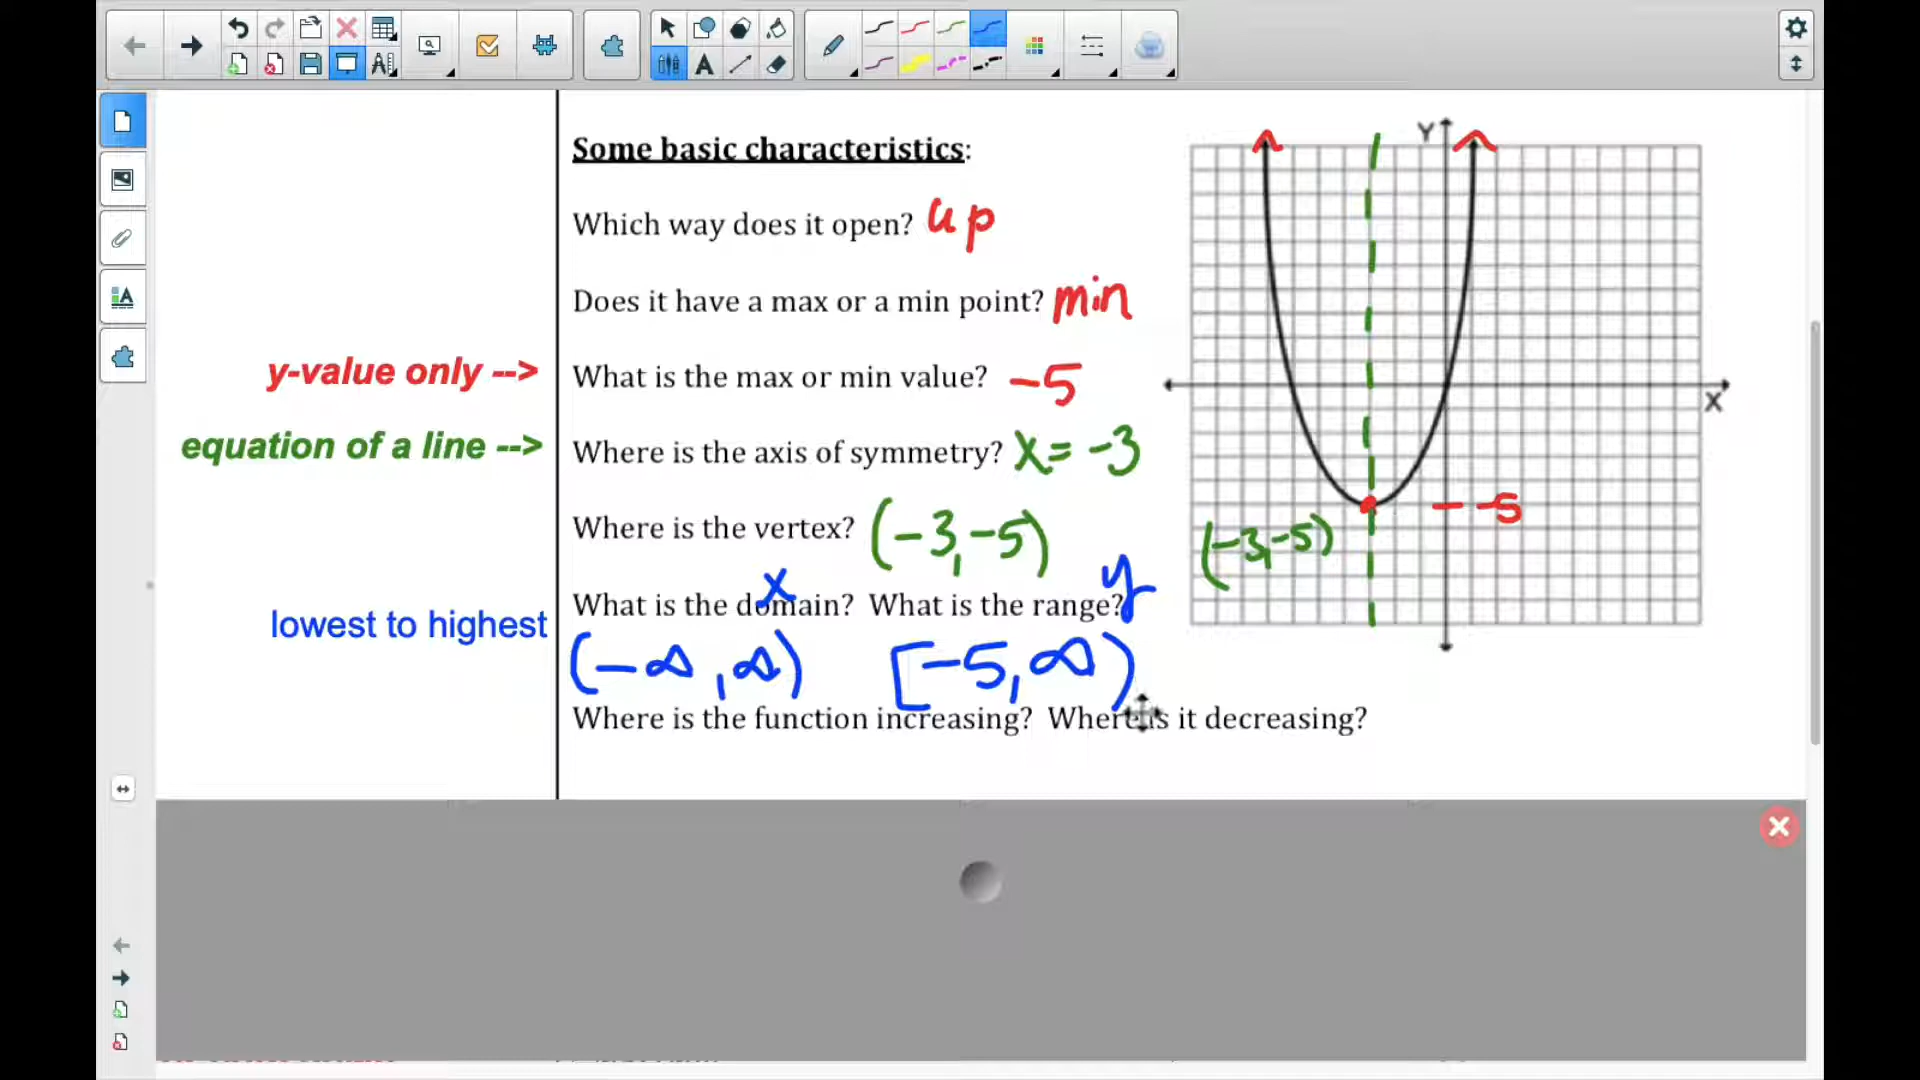 Some basic characteristics:
Which way does it open? up
Does it have a max or a min point? min
y-value only --> What is the max or min value? -5
equation of a line --> Where is the axis of symmetry? x = -3
Where is the vertex? (-3,-5)
x y
What is the domain? What is the range?
lowest to highest
(-∞,∞) [-5,∞)
Where is the function increasing? Where is it decreasing?
Y
X
- -5
(-3,-5)